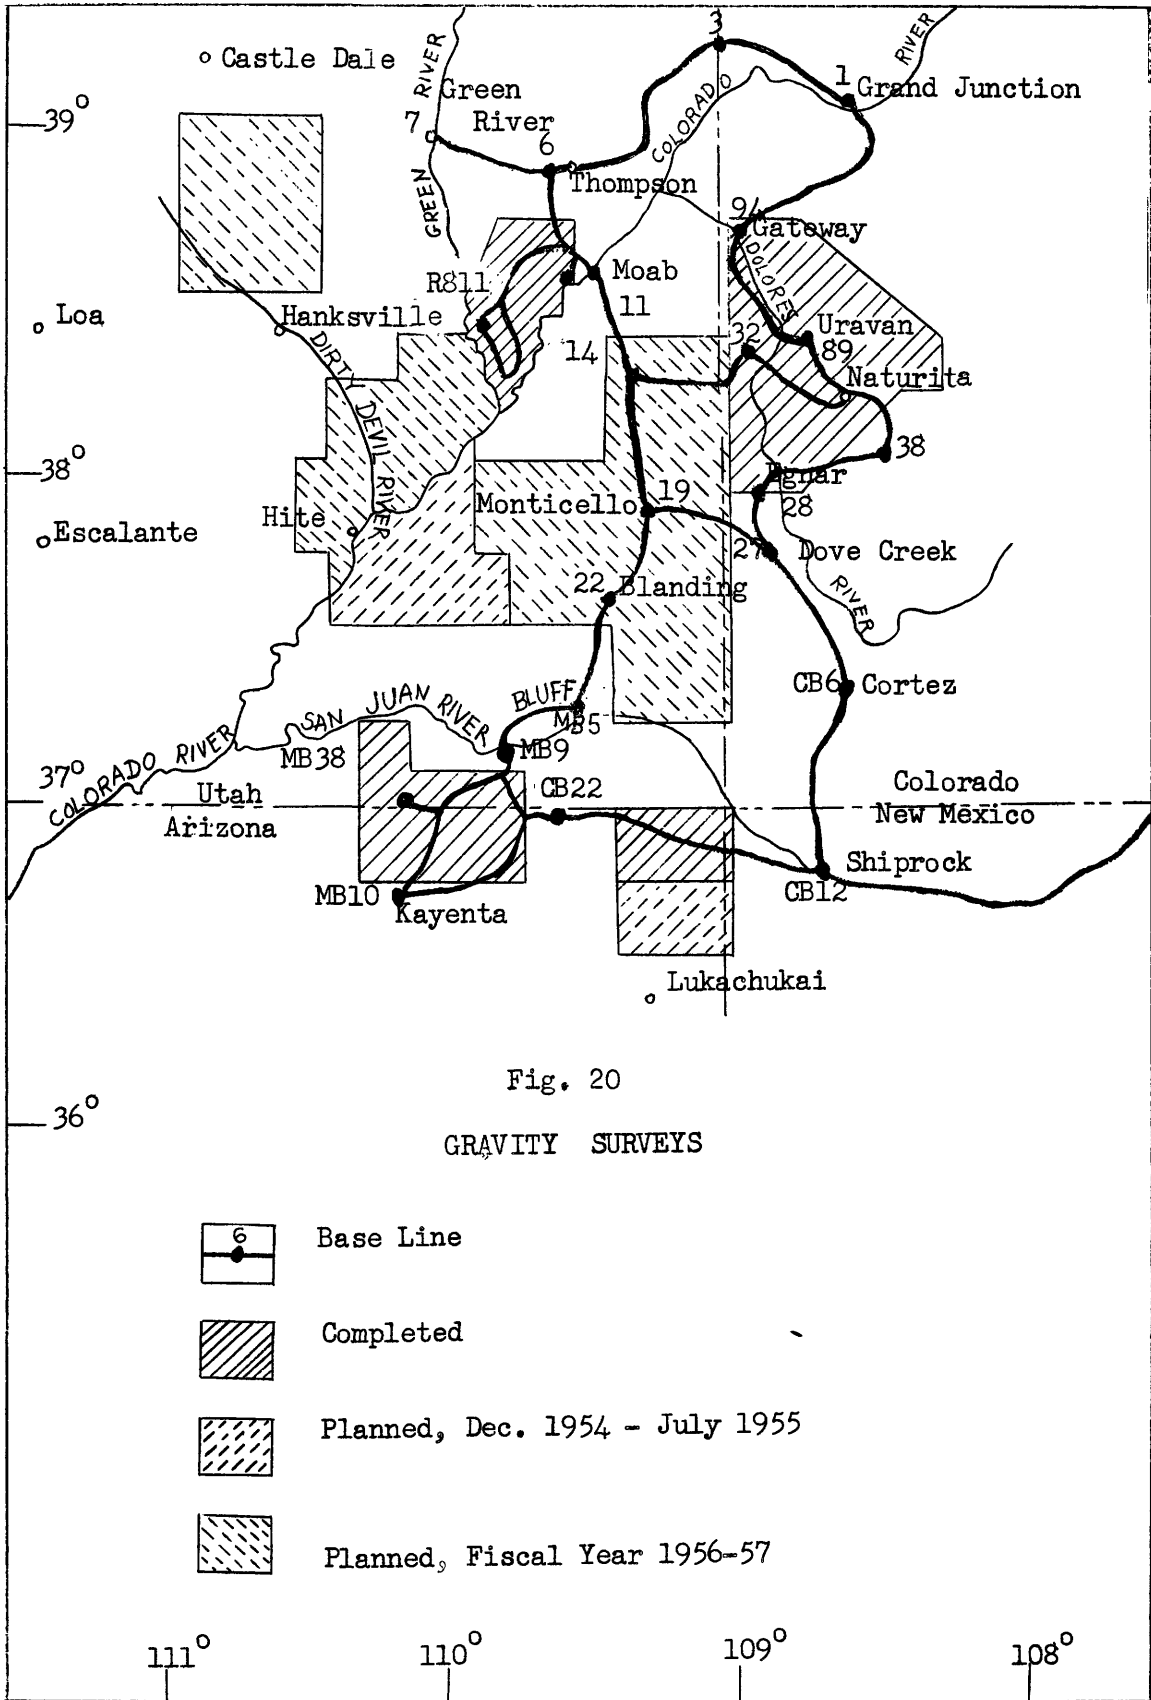 3
RIVER
Castle Dale
RIVER
1
Grand Junction
Green
River
39°
7
6
COLORADO
Thompson
GREEN
9
Gateway
DOLORES
R811
Moab
11
Loa
Hanksville
Uravan
89
32
14
Naturita
DIRTY DEVIL RIVER
38
38°
Egnar
28
Monticello
19
Hite
Escalante
27
Dove Creek
22
Blanding
RIVER
CB6
Cortez
BLUFF
MB5
SAN JUAN RIVER
MB9
MB38
COLORADO RIVER
37°
Utah
Arizona
CB22
Colorado
New Mexico
Shiprock
CB12
MB10
Kayenta
Lukachukai
Fig. 20
36°
GRAVITY SURVEYS
6
Base Line
Completed
Planned, Dec. 1954 - July 1955
Planned, Fiscal Year 1956-57
111°
110°
109°
108°